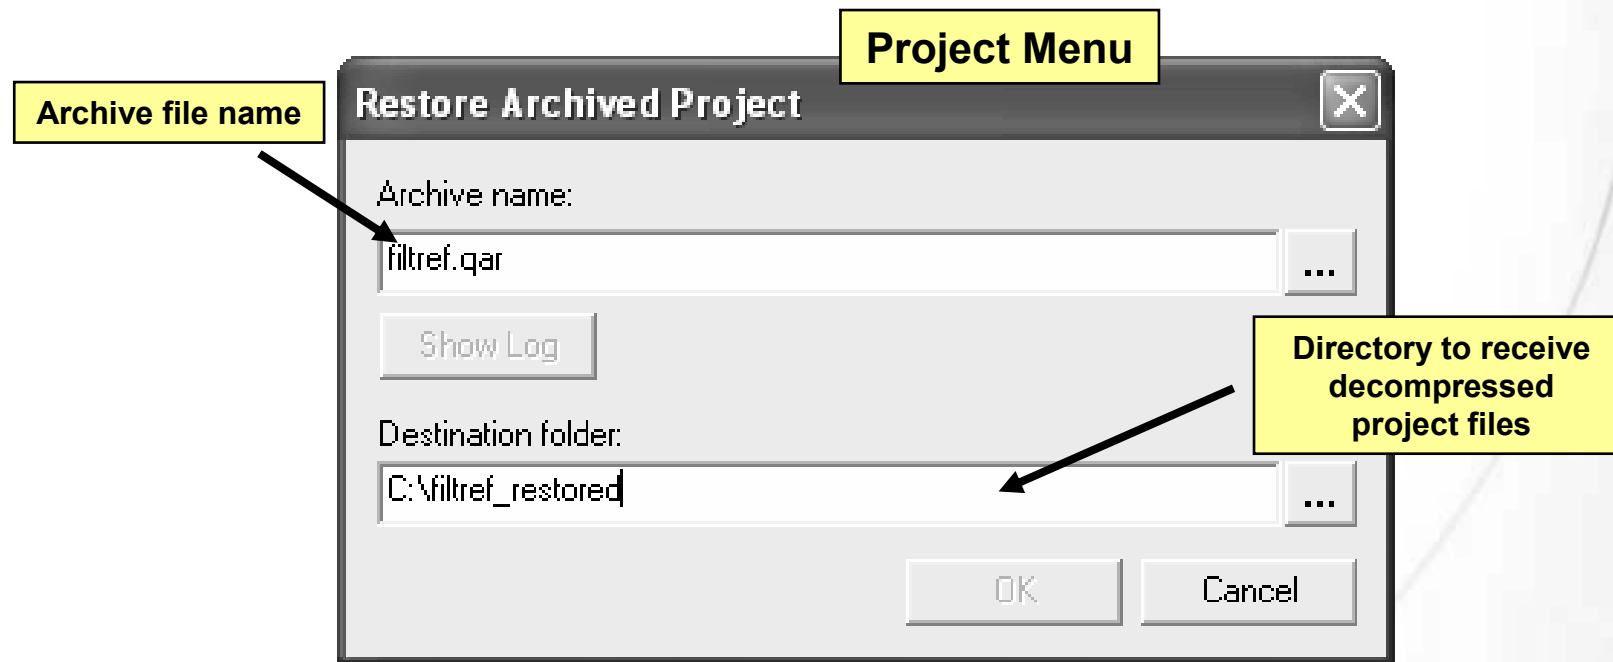 Project Menu
Archive file name
Restore Archived Project
Archive name:
filtref.qar
...
Show Log
Directory to receive
decompressed
project files
Destination folder:
C:\filtref_restored
...
OK
Cancel